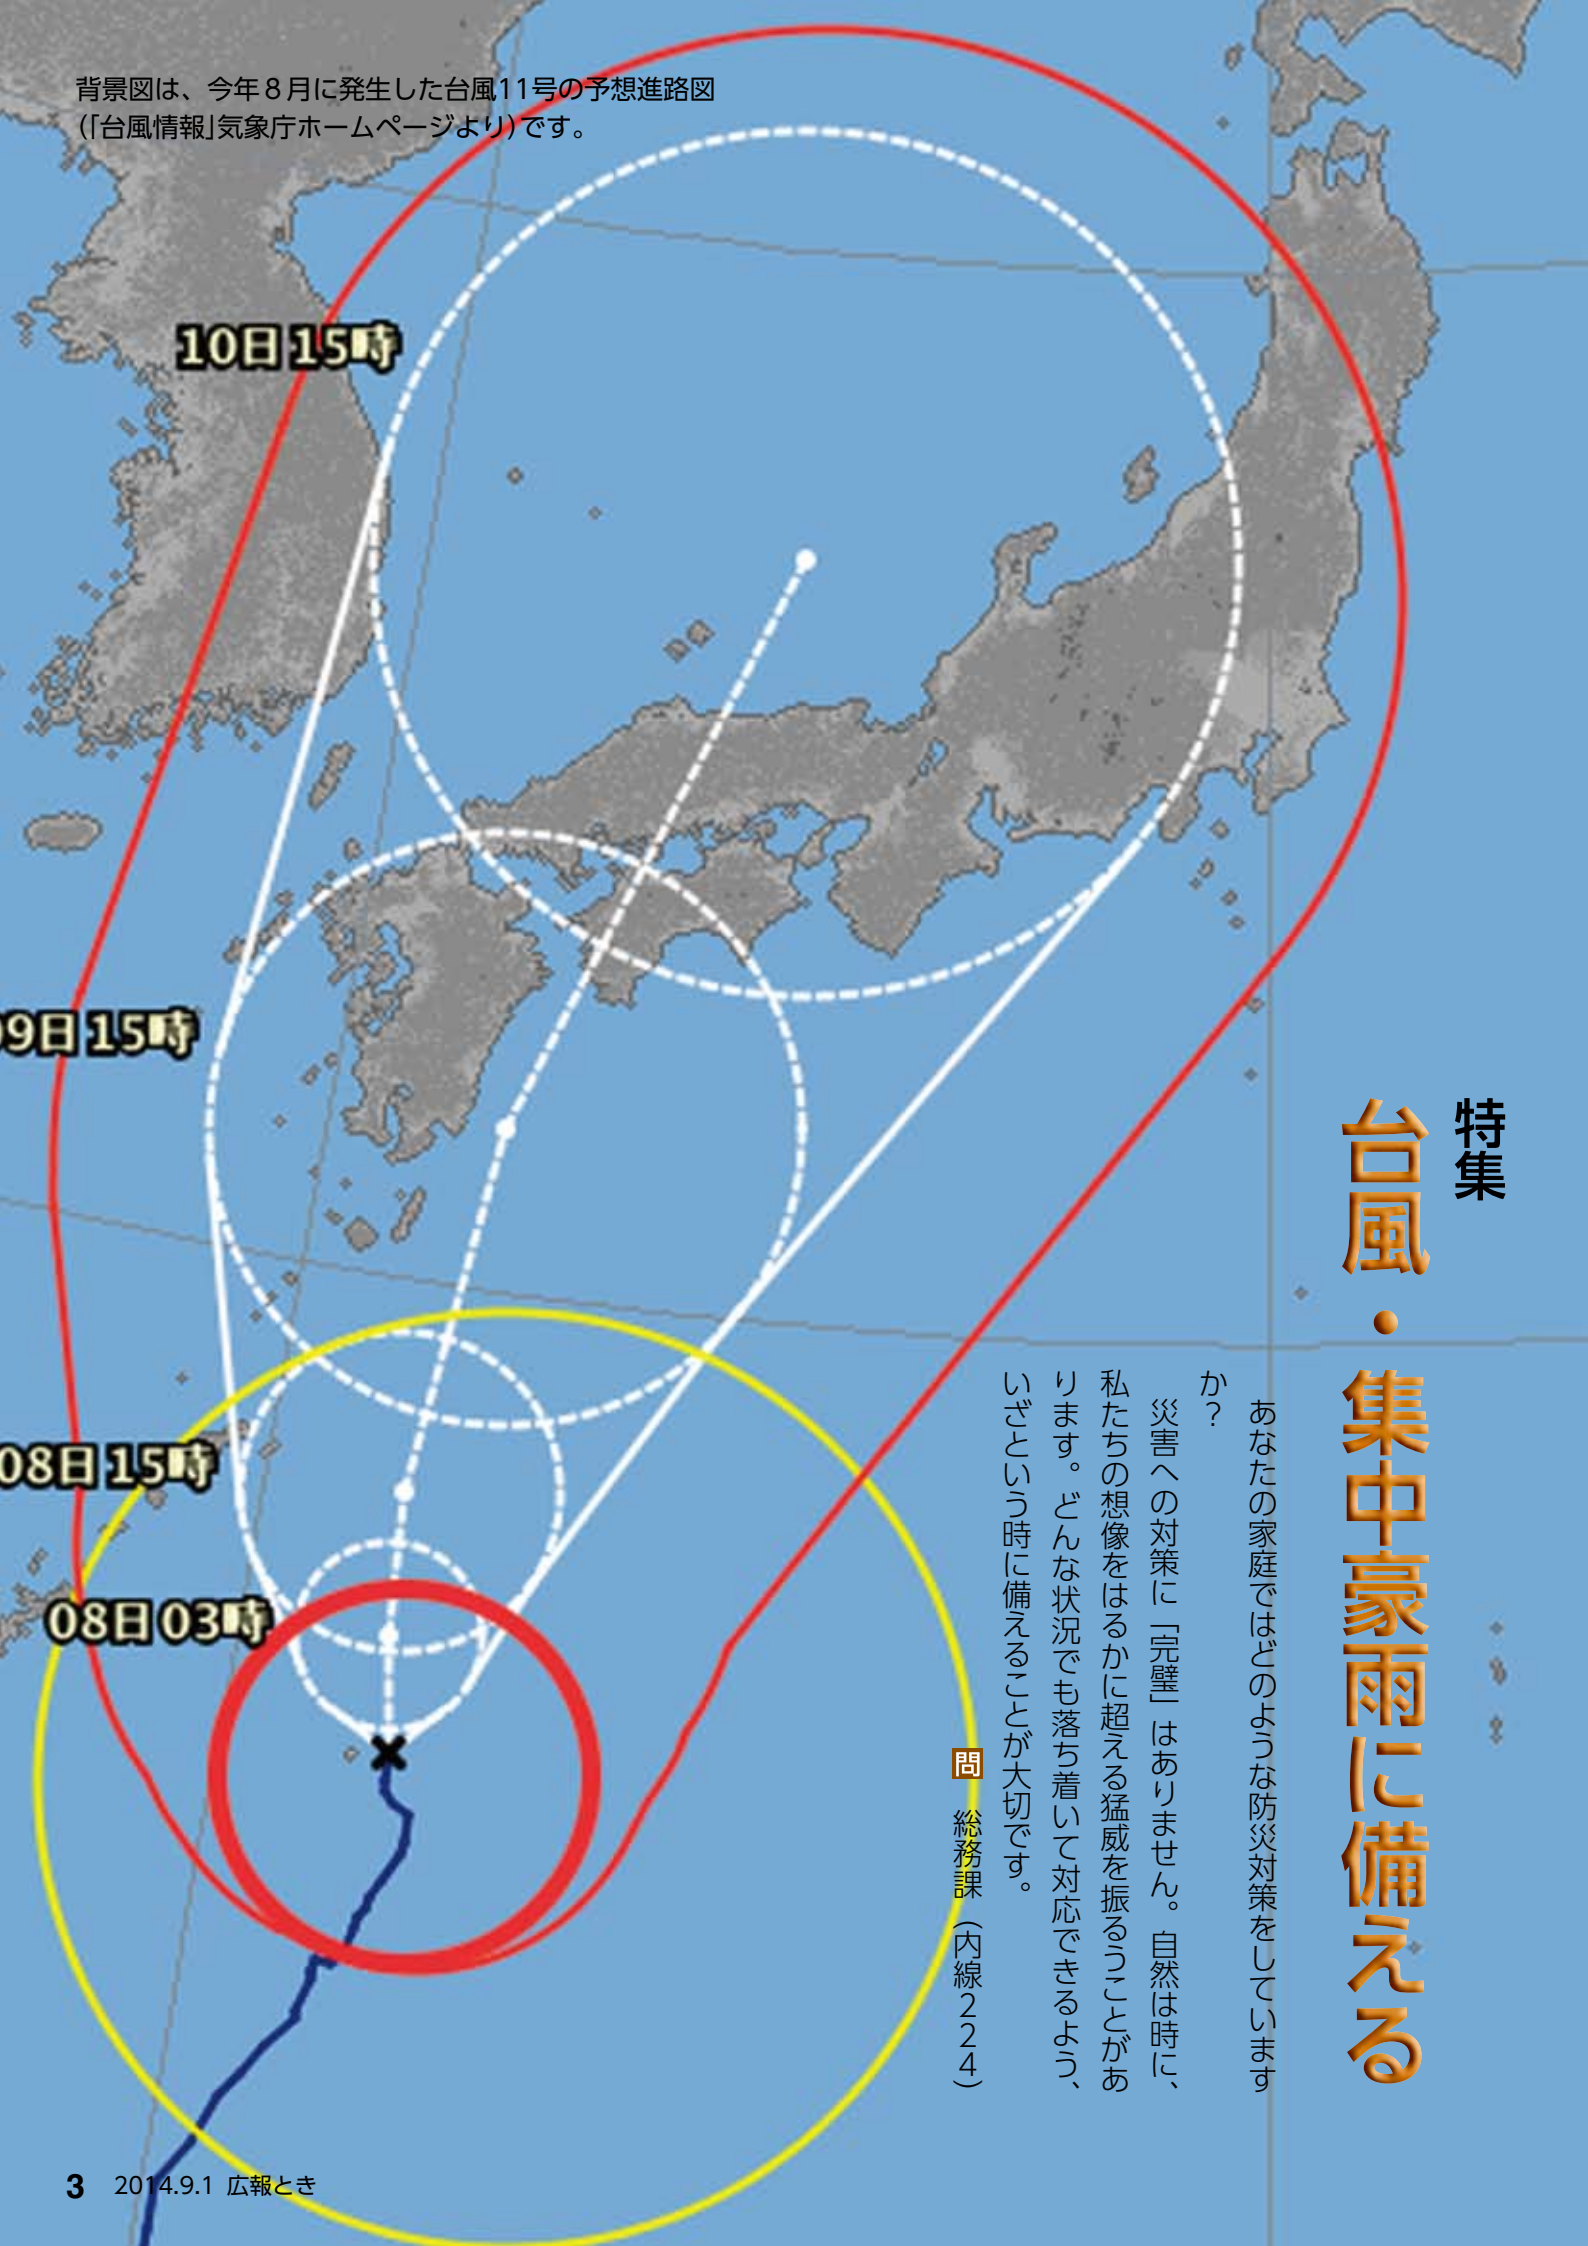 背景図は、今年８月に発生した台風11号の予想進路図
(｢台風情報｣気象庁ホームページより)です。
10日15時
09日15時
08日15時
08日03時
特集
台風・集中豪雨に備える
あなたの家庭ではどのような防災対策をしています
か？
災害への対策に「完璧」はありません。自然は時に、
私たちの想像をはるかに超える猛威を振るうことがあ
ります。どんな状況でも落ち着いて対応できるよう、
いざという時に備えることが大切です。
問　総務課（内線２２４）
3 2014.9.1 広報とき